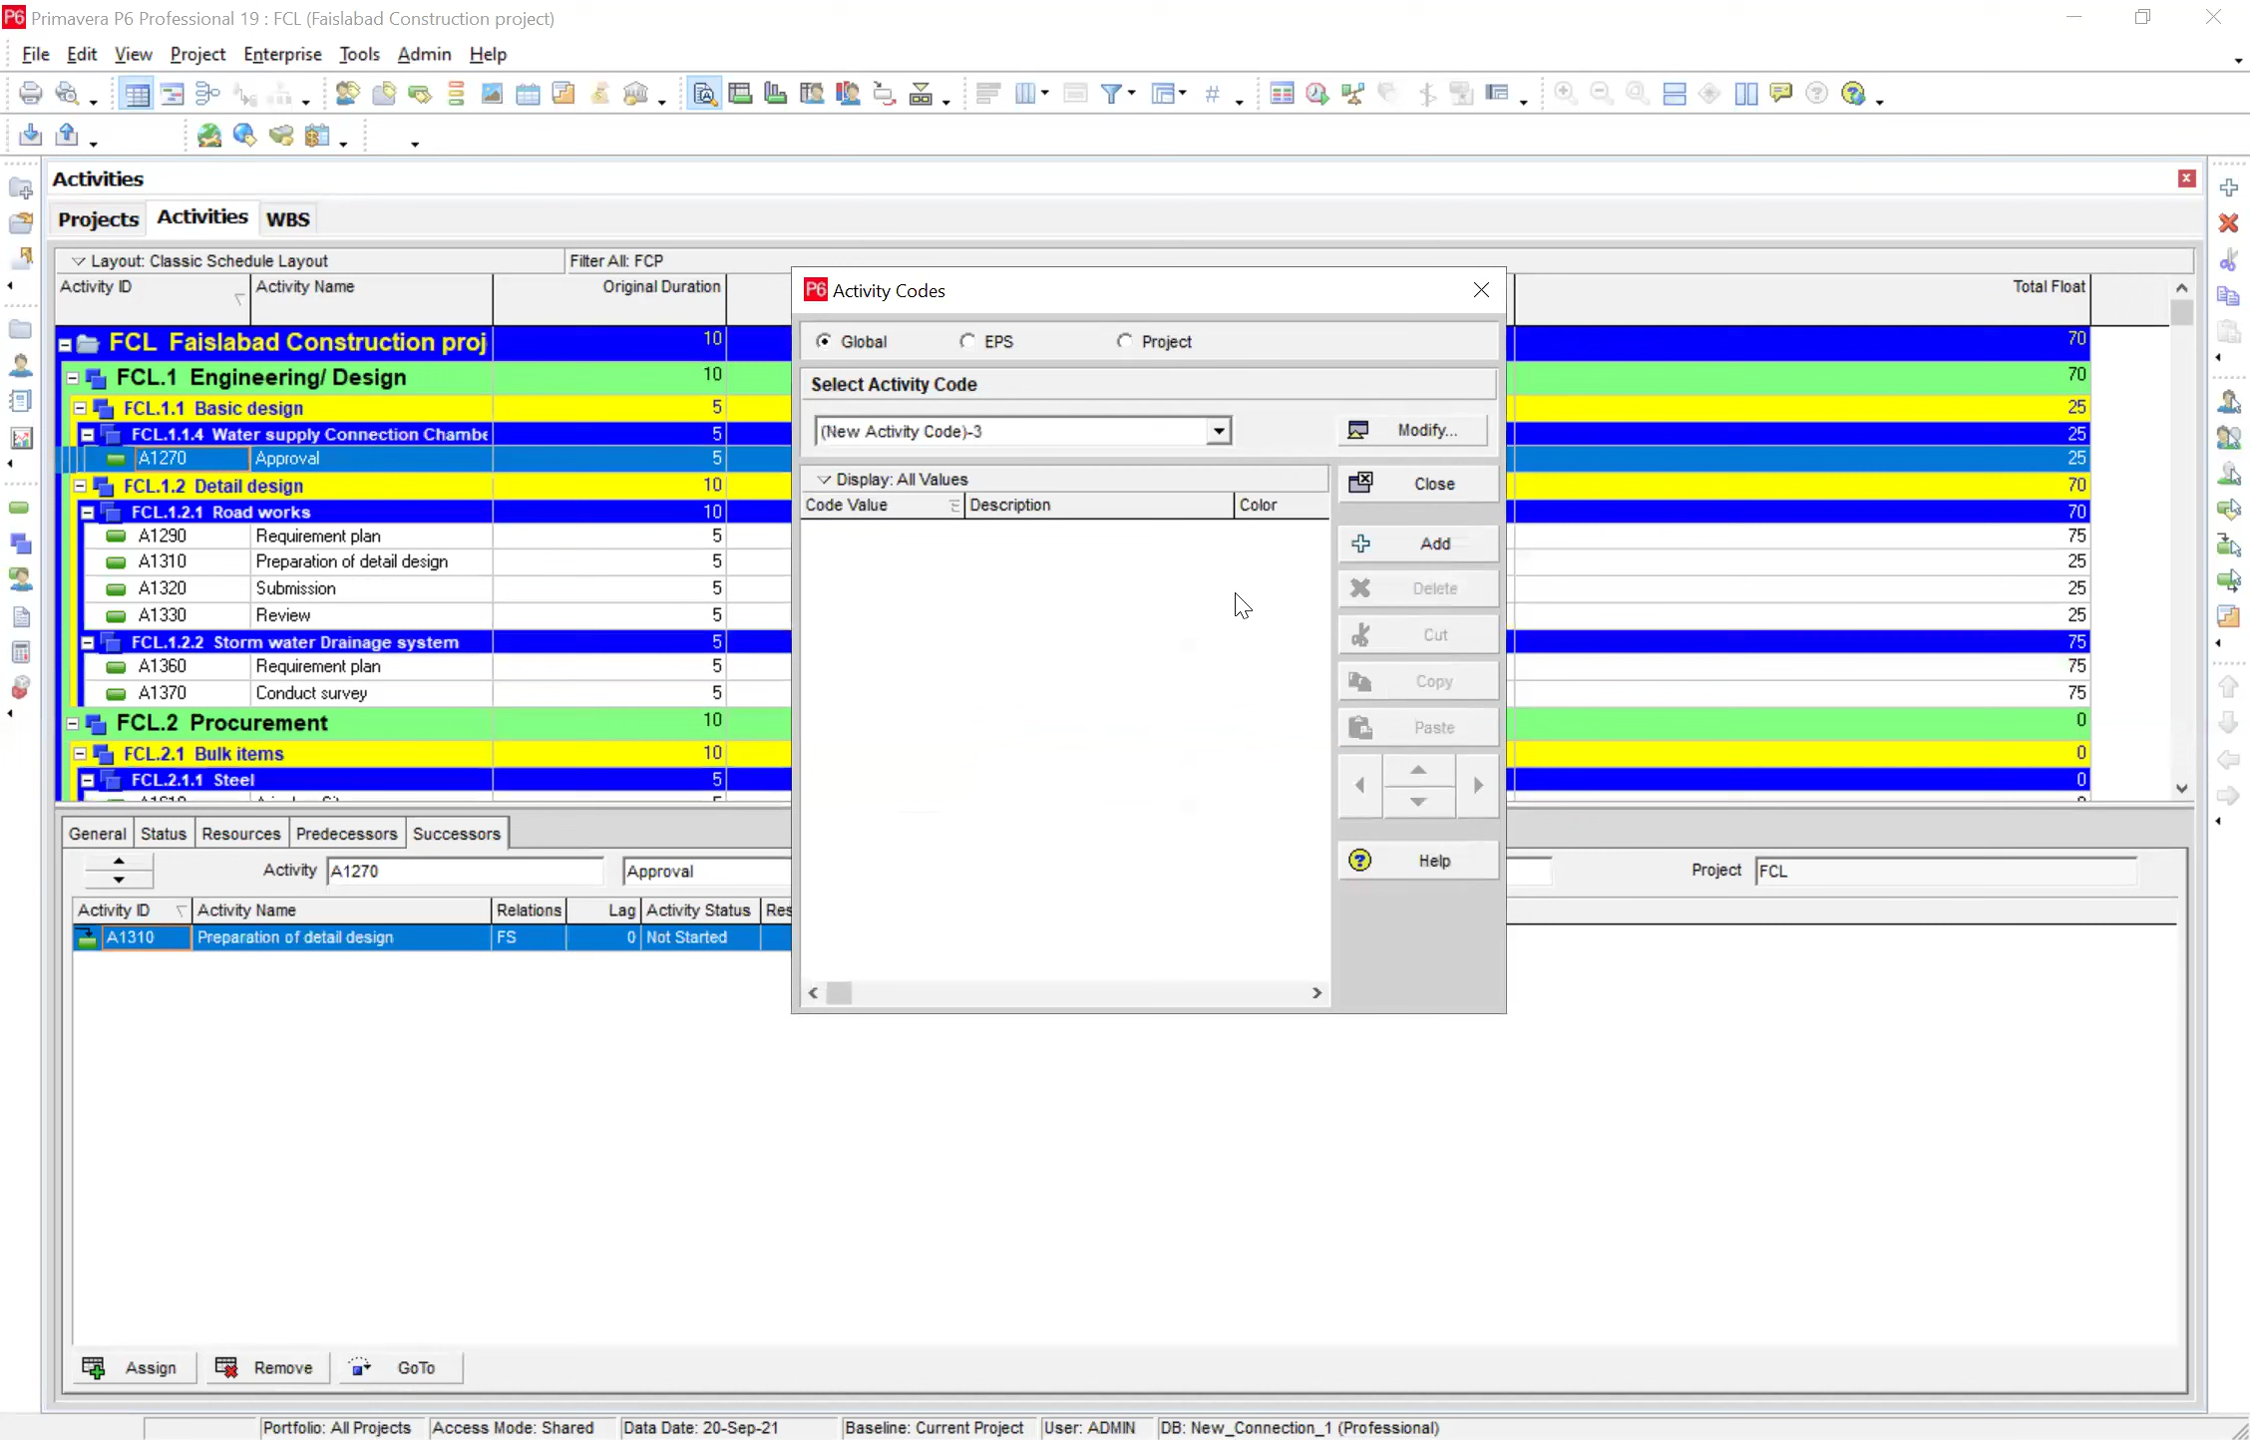 P6 Primavera P6 Professional 19 : FCL (Faislabad Construction project)
File Edit View Project Enterprise Tools Admin Help
Activities
Projects Activities WBS
Layout: Classic Schedule Layout Filter All: FCP
Activity ID Activity Name Original Duration Total Float
FCL Faislabad Construction proj 10 70
FCL.1 Engineering/ Design 10 70
FCL.1.1 Basic design 5 25
FCL.1.1.4 Water supply Connection Chambe 5 25
A1270 Approval 5 25
FCL.1.2 Detail design 10 70
FCL.1.2.1 Road works 10 70
A1290 Requirement plan 5 75
A1310 Preparation of detail design 5 25
A1320 Submission 5 25
A1330 Review 5 25
FCL.1.2.2 Storm water Drainage system 5 75
A1360 Requirement plan 5 75
A1370 Conduct survey 5 75
FCL.2 Procurement 10 0
FCL.2.1 Bulk items 10 0
FCL.2.1.1 Steel 5 0
P6 Activity Codes
Global EPS Project
Select Activity Code
(New Activity Code)-3 Modify...
Display: All Values
Code Value Description Color
Close
Add
Delete
Cut
Copy
Paste
Help
General Status Resources Predecessors Successors
Activity A1270 Approval Project FCL
Activity ID Activity Name Relations Lag Activity Status Res
A1310 Preparation of detail design FS 0 Not Started
Assign Remove GoTo
Portfolio: All Projects Access Mode: Shared Data Date: 20-Sep-21 Baseline: Current Project User: ADMIN DB: New_Connection_1 (Professional)